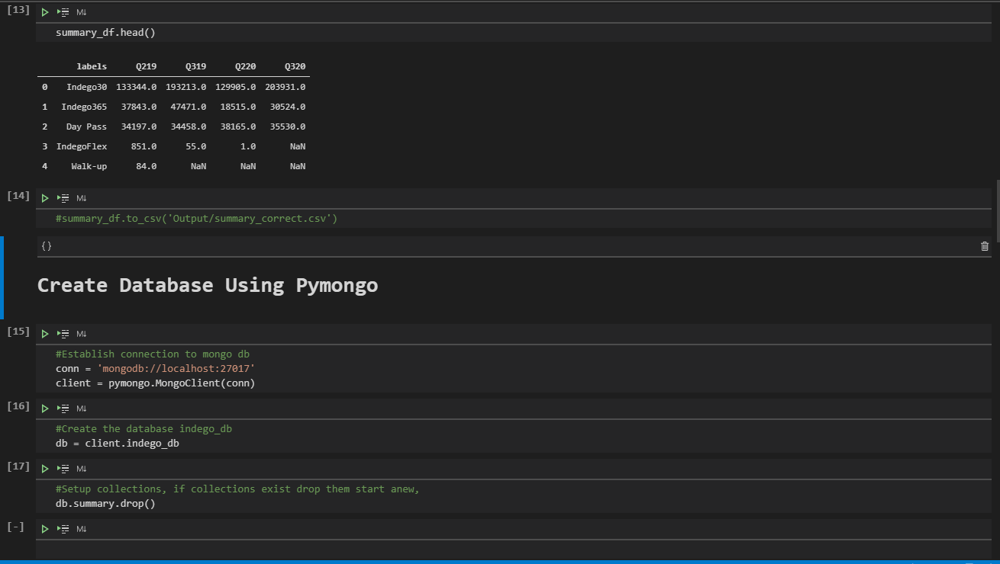 [13] M↓
summary_df.head()
labels Q219 Q319 Q220 Q320
0 Indego30 133344.0 193213.0 129905.0 203931.0
1 Indego365 37843.0 47471.0 18515.0 30524.0
2 Day Pass 34197.0 34458.0 38165.0 35530.0
3 IndegoFlex 851.0 55.0 1.0 NaN
4 Walk-up 84.0 NaN NaN NaN
[14] M↓
#summary_df.to_csv('Output/summary_correct.csv')
{}
Create Database Using Pymongo
[15] M↓
#Establish connection to mongo db
conn = 'mongodb://localhost:27017'
client = pymongo.MongoClient(conn)
[16] M↓
#Create the database indego_db
db = client.indego_db
[17] M↓
#Setup collections, if collections exist drop them start anew,
db.summary.drop()
[-] M↓